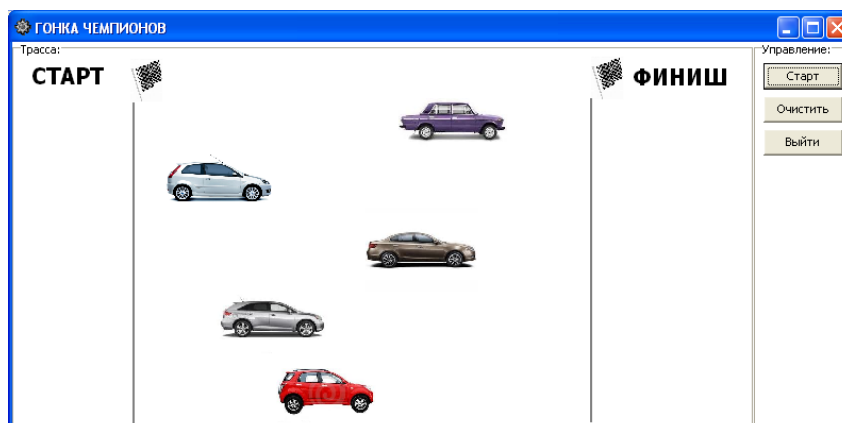 ГОНКА ЧЕМПИОНОВ
Трасса:
СТАРТ
ФИНИШ
Управление:
Старт
Очистить
Выйти